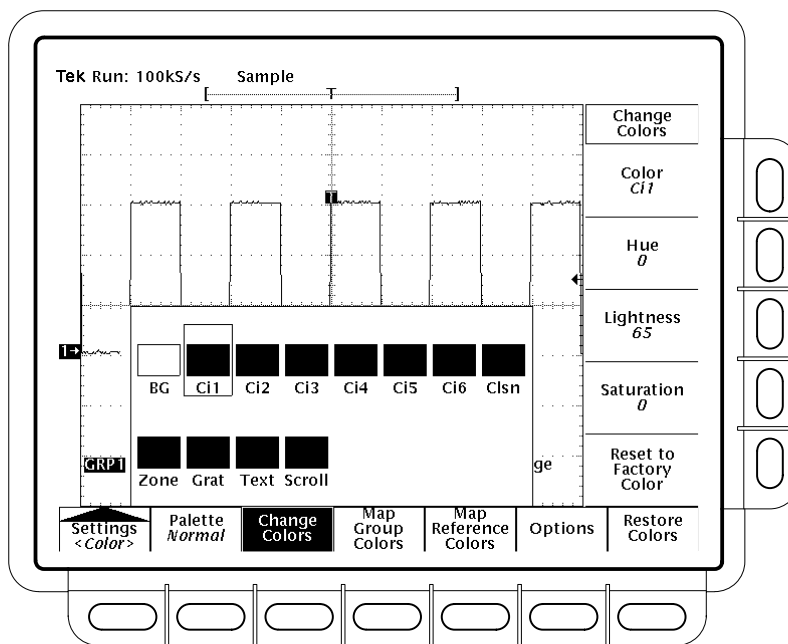 Tek Run: 100kS/s Sample
T
Change
Colors
Color
Ci1
Hue
0
Lightness
65
Saturation
0
Reset to
Factory
Color
T
1→
BG Ci1 Ci2 Ci3 Ci4 Ci5 Ci6 Clsn
GRP1
ge
Zone Grat Text Scroll
Settings
<Color>
Palette
Normal
Change
Colors
Map
Group
Colors
Map
Reference
Colors
Options
Restore
Colors